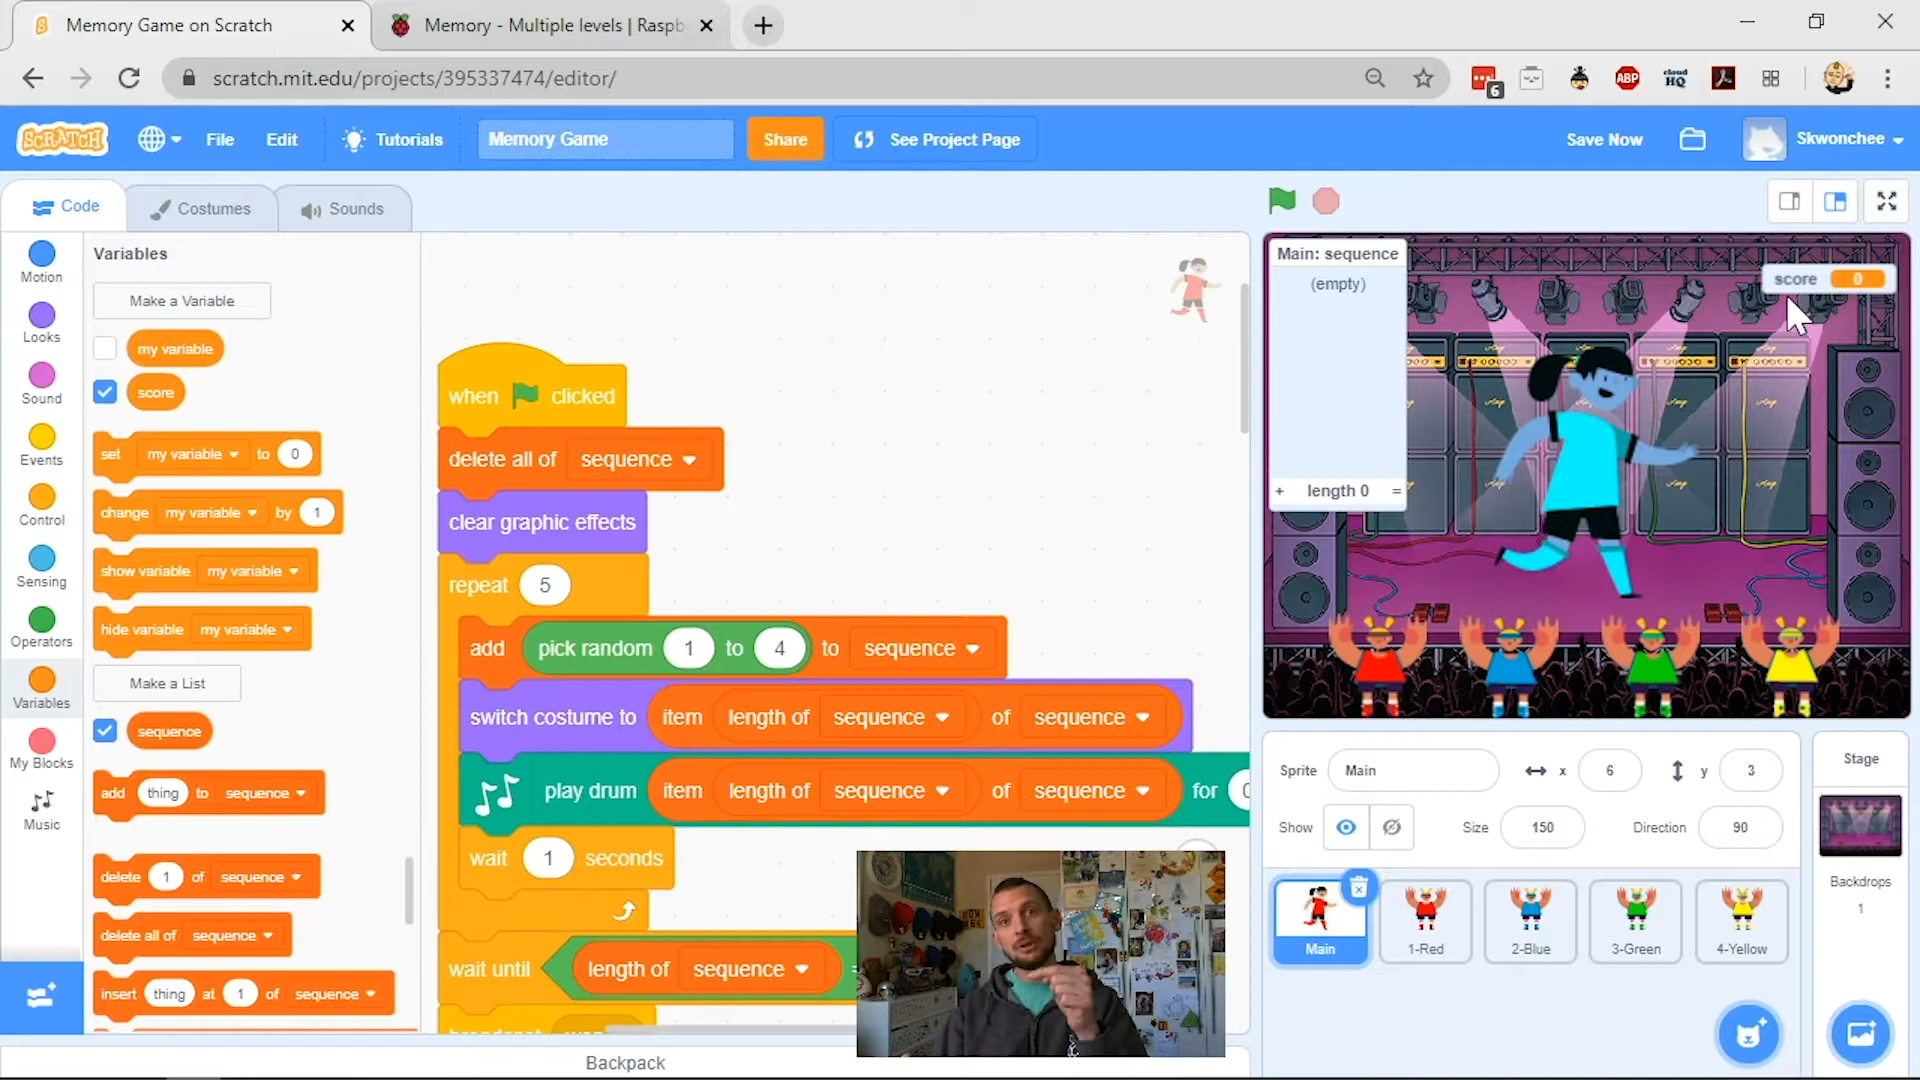 Memory Game on Scratch
Memory - Multiple levels | Raspb
scratch.mit.edu/projects/395337474/editor/
6
ABP
cloud HQ
SCRATCH
File
Edit
Tutorials
Memory Game
Share
See Project Page
Save Now
Skwonchee
Code
Costumes
Sounds
Motion
Looks
Sound
Events
Control
Sensing
Operators
Variables
My Blocks
Music
Variables
Make a Variable
my variable
score
set my variable to 0
change my variable by 1
show variable my variable
hide variable my variable
Make a List
sequence
add thing to sequence
delete 1 of sequence
delete all of sequence
insert thing at 1 of sequence
when clicked
delete all of sequence
clear graphic effects
repeat 5
add pick random 1 to 4 to sequence
switch costume to item length of sequence of sequence
play drum item length of sequence of sequence for
wait 1 seconds
wait until length of sequence =
Backpack
Main: sequence
(empty)
+ length 0 =
score 0
Sprite Main x 6 y 3
Show Size 150 Direction 90
Main
1-Red
2-Blue
3-Green
4-Yellow
Stage
Backdrops
1